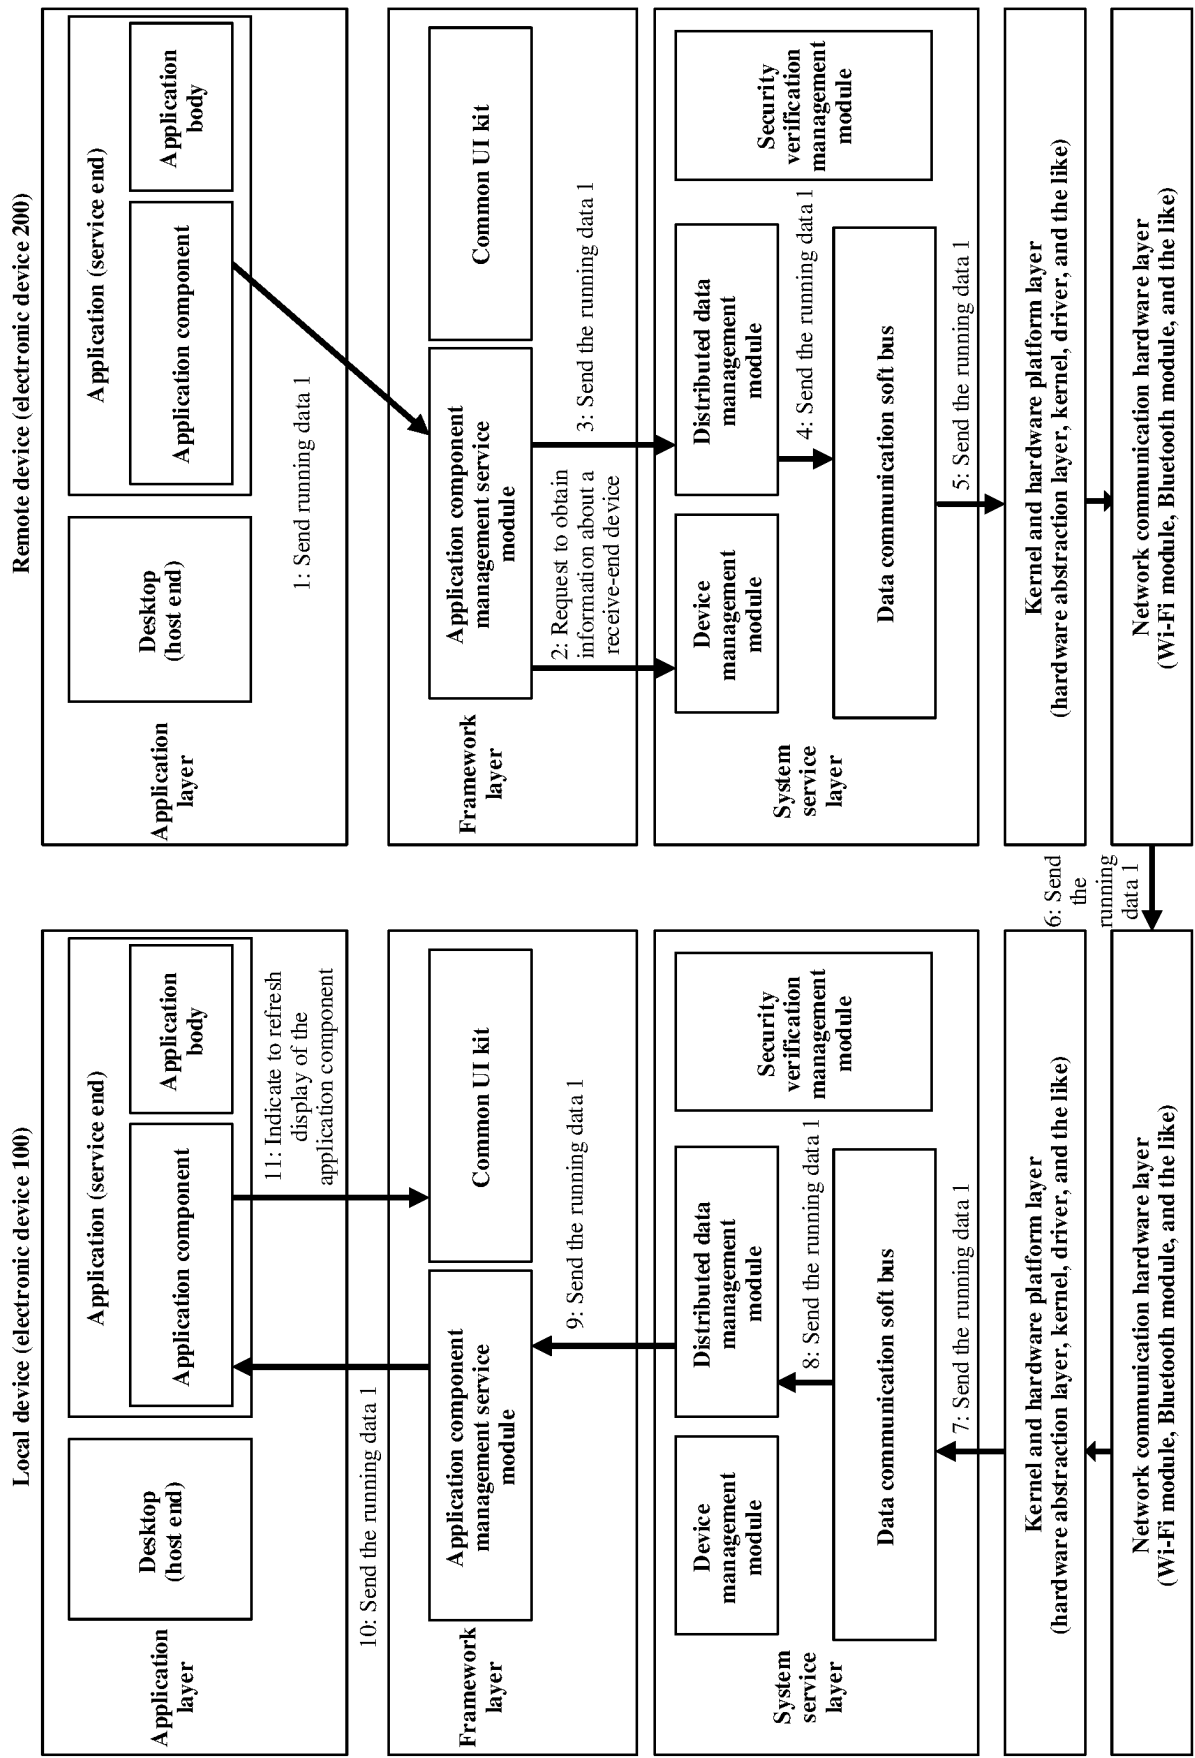 Local device (electronic device 100)
Application
layer
Desktop
(host end)
Application (service end)
Application component
Application
body
10: Send the running data 1
11: Indicate to refresh
display of the
application component
Framework
layer
Application component
management service
module
Common UI kit
9: Send the running data 1
System
service
layer
Device
management
module
Distributed data
management
module
Security
verification
management
module
8: Send the running data 1
Data communication soft bus
7: Send the running data 1
Kernel and hardware platform layer
(hardware abstraction layer, kernel, driver, and the like)
Network communication hardware layer
(Wi-Fi module, Bluetooth module, and the like)
6: Send
the
running
data 1
Remote device (electronic device 200)
Application
layer
Desktop
(host end)
Application (service end)
Application component
Application
body
1: Send running data 1
Framework
layer
Application component
management service
module
Common UI kit
2: Request to obtain
information about a
receive-end device
3: Send the running data 1
System
service
layer
Device
management
module
Distributed data
management
module
Security
verification
management
module
4: Send the running data 1
Data communication soft bus
5: Send the running data 1
Kernel and hardware platform layer
(hardware abstraction layer, kernel, driver, and the like)
Network communication hardware layer
(Wi-Fi module, Bluetooth module, and the like)